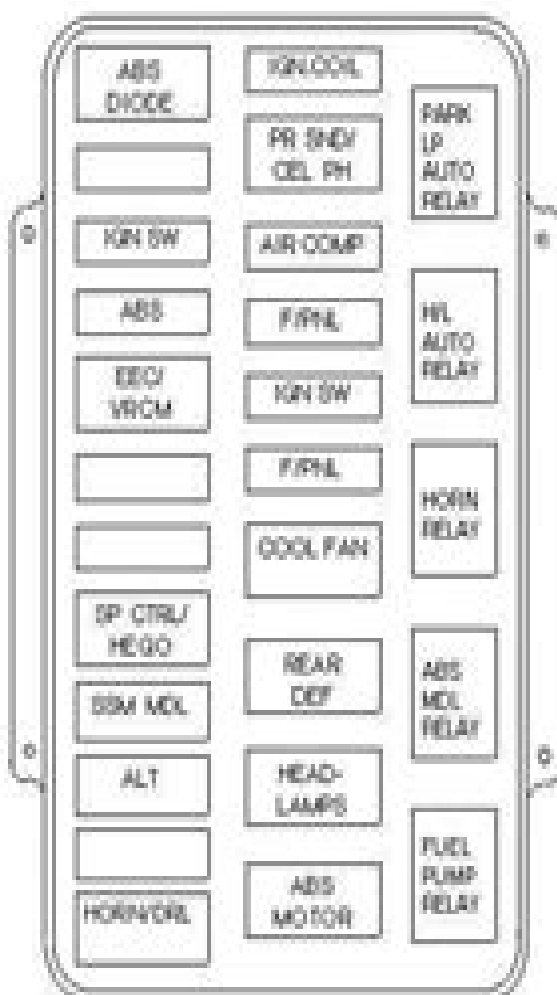 ABS
DIODE
IGN SW
ABS
EEC/
VRCM
SP CTRL/
HEGO
SSM MDL
ALT
HORN/DRL
IGN.COIL
PR SND/
CEL PH
AIR COMP
F/PNL
IGN SW
F/PNL
COOL FAN
REAR
DEF
HEAD-
LAMPS
ABS
MOTOR
PARK
LP
AUTO
RELAY
H/L
AUTO
RELAY
HORN
RELAY
ABS
MDL
RELAY
FUEL
PUMP
RELAY